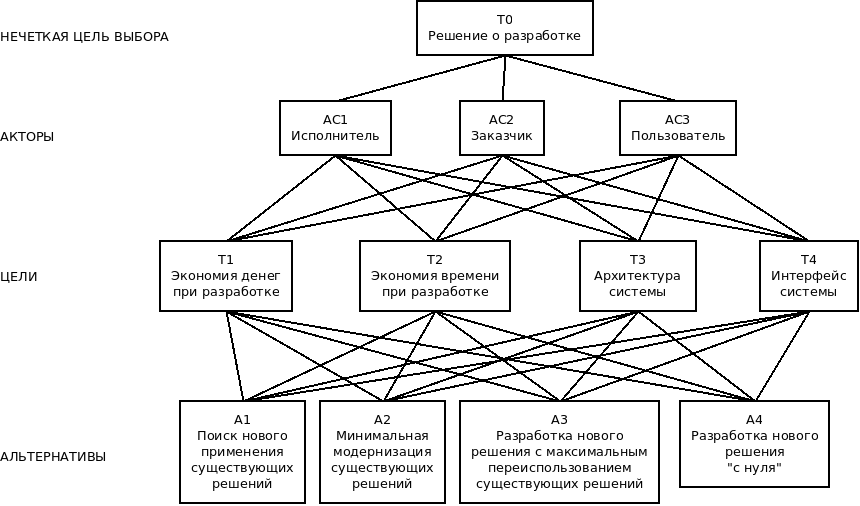 НЕЧЕТКАЯ ЦЕЛЬ ВЫБОРА
T0
Решение о разработке
АКТОРЫ
AC1
Исполнитель
AC2
Заказчик
AC3
Пользователь
ЦЕЛИ
T1
Экономия денег
при разработке
T2
Экономия времени
при разработке
T3
Архитектура
системы
T4
Интерфейс
системы
АЛЬТЕРНАТИВЫ
A1
Поиск нового
применения
существующих
решений
A2
Минимальная
модернизация
существующих
решений
A3
Разработка нового
решения с максимальным
переиспользованием
существующих решений
A4
Разработка нового
решения
"с нуля"